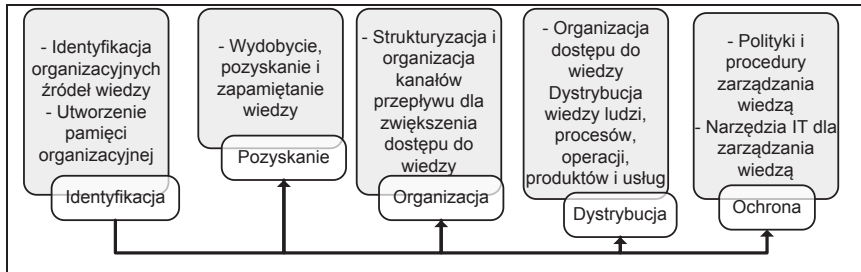 - Identyfikacja
organizacyjnych
źródeł wiedzy
- Utworzenie
pamięci
organizacyjnej
Identyfikacja
- Wydobycie,
pozyskanie i
zapamiętanie
wiedzy
Pozyskanie
- Strukturyzacja i
organizacja
kanałów
przepływu dla
zwiększenia
dostępu do
wiedzy
Organizacja
- Organizacja
dostępu do
wiedzy
Dystrybucja
wiedzy ludzi,
procesów,
operacji,
produktów i usług
Dystrybucja
- Polityki i
procedury
zarządzania
wiedzą
- Narzędzia IT dla
zarządzania
wiedzą
Ochrona